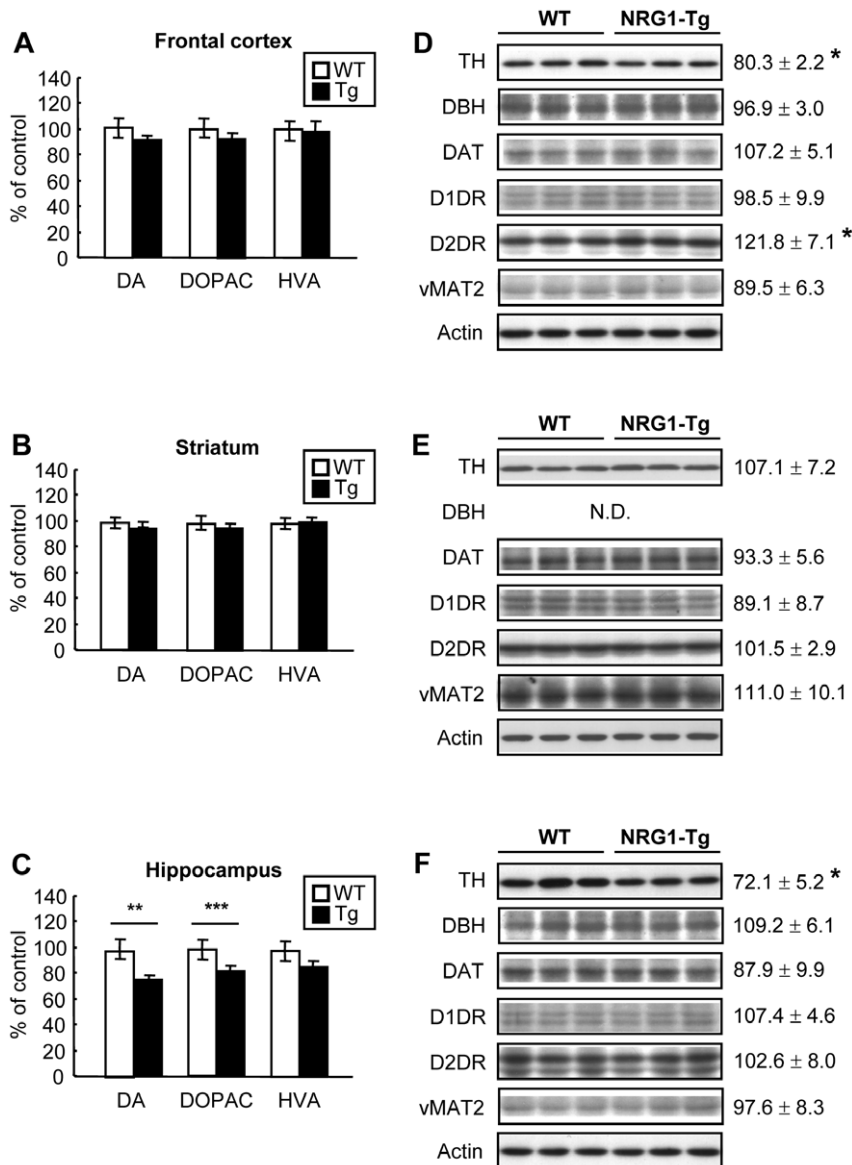 A
Frontal cortex
WT
Tg
% of control
140
120
100
80
60
40
20
0
DA DOPAC HVA
D
WT NRG1-Tg
TH 80.3 ± 2.2 *
DBH 96.9 ± 3.0
DAT 107.2 ± 5.1
D1DR 98.5 ± 9.9
D2DR 121.8 ± 7.1 *
vMAT2 89.5 ± 6.3
Actin
B
Striatum
WT
Tg
% of control
140
120
100
80
60
40
20
0
DA DOPAC HVA
E
WT NRG1-Tg
TH 107.1 ± 7.2
DBH N.D.
DAT 93.3 ± 5.6
D1DR 89.1 ± 8.7
D2DR 101.5 ± 2.9
vMAT2 111.0 ± 10.1
Actin
C
Hippocampus
WT
Tg
% of control
140
120
100
80
60
40
20
0
** ***
DA DOPAC HVA
F
WT NRG1-Tg
TH 72.1 ± 5.2 *
DBH 109.2 ± 6.1
DAT 87.9 ± 9.9
D1DR 107.4 ± 4.6
D2DR 102.6 ± 8.0
vMAT2 97.6 ± 8.3
Actin